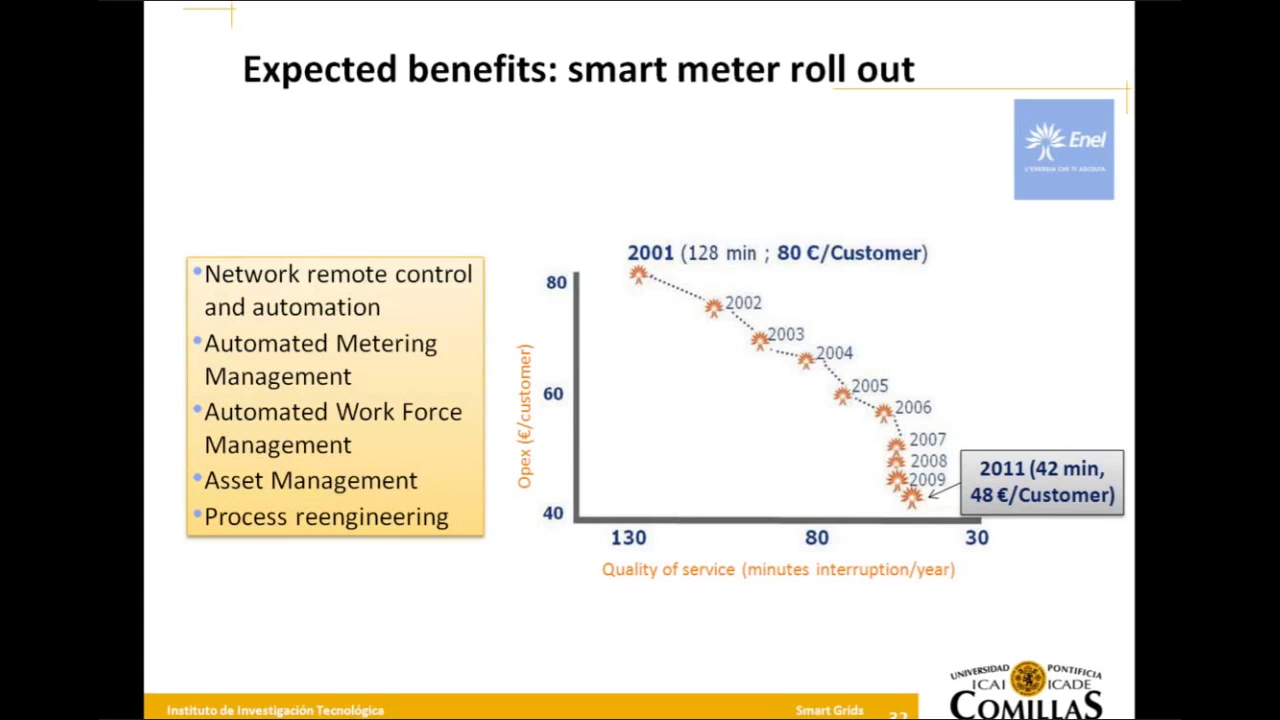 Expected benefits: smart meter roll out
Enel
L'ENERGIA CHE TI ASCOLTA.
•Network remote control
and automation
•Automated Metering
Management
•Automated Work Force
Management
•Asset Management
•Process reengineering
2001 (128 min ; 80 €/Customer)
80
60
40
Opex (€/customer)
2002
2003
2004
2005
2006
2007
2008
2009
2011 (42 min,
48 €/Customer)
130
80
30
Quality of service (minutes interruption/year)
Instituto de Investigación Tecnológica
Smart Grids
32
UNIVERSIDAD PONTIFICIA
ICAI ICADE
COMILLAS